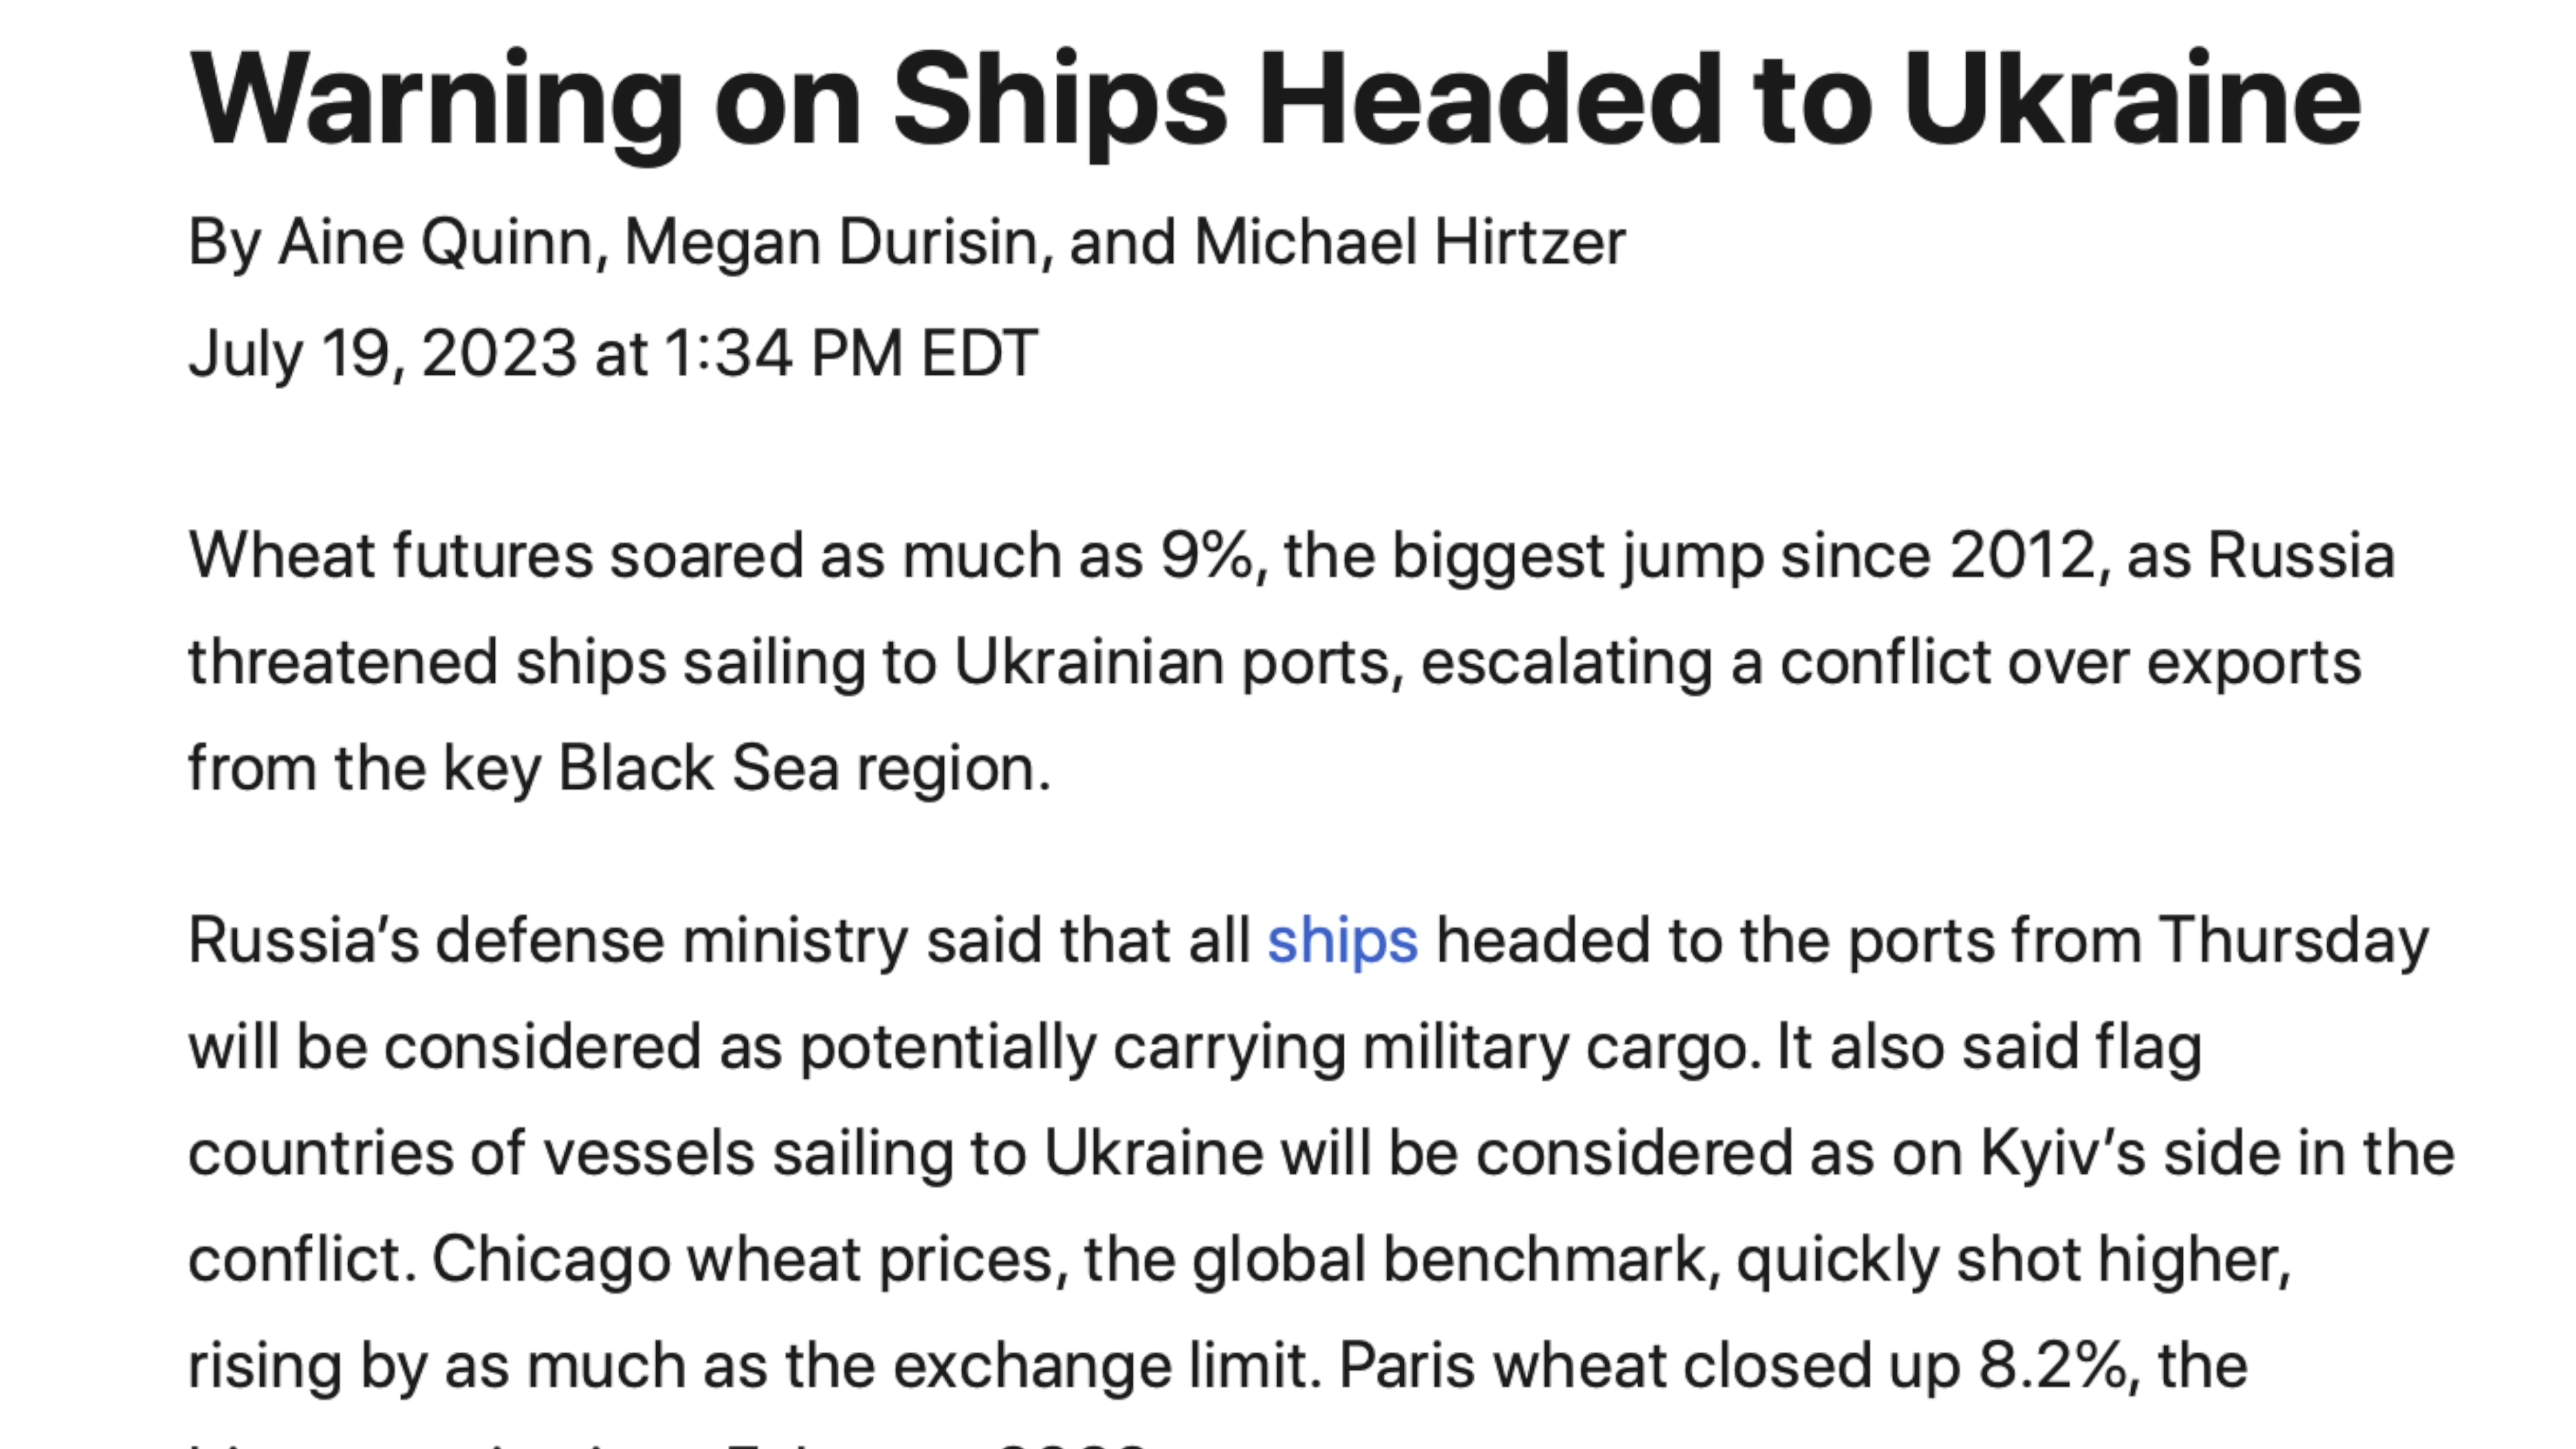 Warning on Ships Headed to Ukraine
By Aine Quinn, Megan Durisin, and Michael Hirtzer
July 19, 2023 at 1:34 PM EDT
Wheat futures soared as much as 9%, the biggest jump since 2012, as Russia
threatened ships sailing to Ukrainian ports, escalating a conflict over exports
from the key Black Sea region.
Russia’s defense ministry said that all ships headed to the ports from Thursday
will be considered as potentially carrying military cargo. It also said flag
countries of vessels sailing to Ukraine will be considered as on Kyiv’s side in the
conflict. Chicago wheat prices, the global benchmark, quickly shot higher,
rising by as much as the exchange limit. Paris wheat closed up 8.2%, the